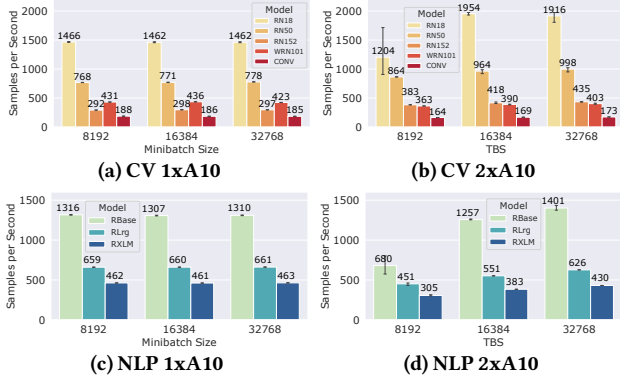 2000
1500
1000
500
0
Samples per Second
1466
768
292
431
188
1462
771
298
436
186
1462
778
297
423
185
Model
RN18
RN50
RN152
WRN101
CONV
8192
16384
32768
Minibatch Size
(a) CV 1xA10
2000
1500
1000
500
0
Samples per Second
1204
864
383
363
164
1954
964
418
390
169
1916
998
435
403
173
Model
RN18
RN50
RN152
WRN101
CONV
8192
16384
32768
TBS
(b) CV 2xA10
1500
1000
500
0
Samples per Second
1316
659
462
1307
660
461
1310
661
463
Model
RBase
RLrg
RXLM
8192
16384
32768
Minibatch Size
(c) NLP 1xA10
1500
1000
500
0
Samples per Second
680
451
305
1257
551
383
1401
626
430
Model
RBase
RLrg
RXLM
8192
16384
32768
TBS
(d) NLP 2xA10